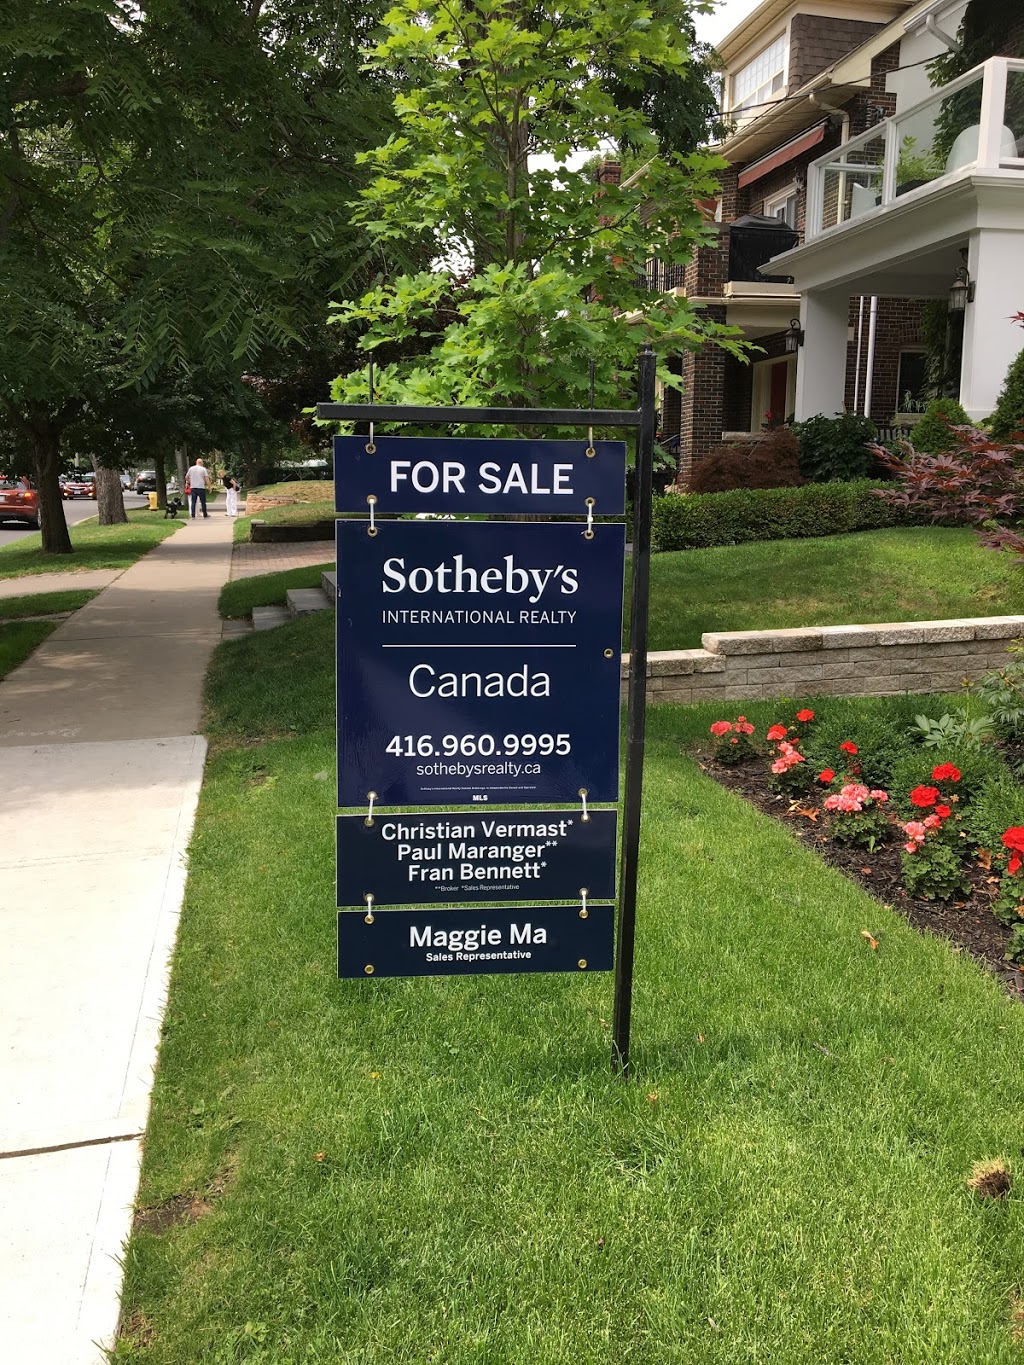 FOR SALE
Sotheby's
INTERNATIONAL REALTY
Canada
416.960.9995
sothebysrealty.ca
MLS
Christian Vermast*
Paul Maranger**
Fran Bennett*
**Broker *Sales Representative
Maggie Ma
Sales Representative